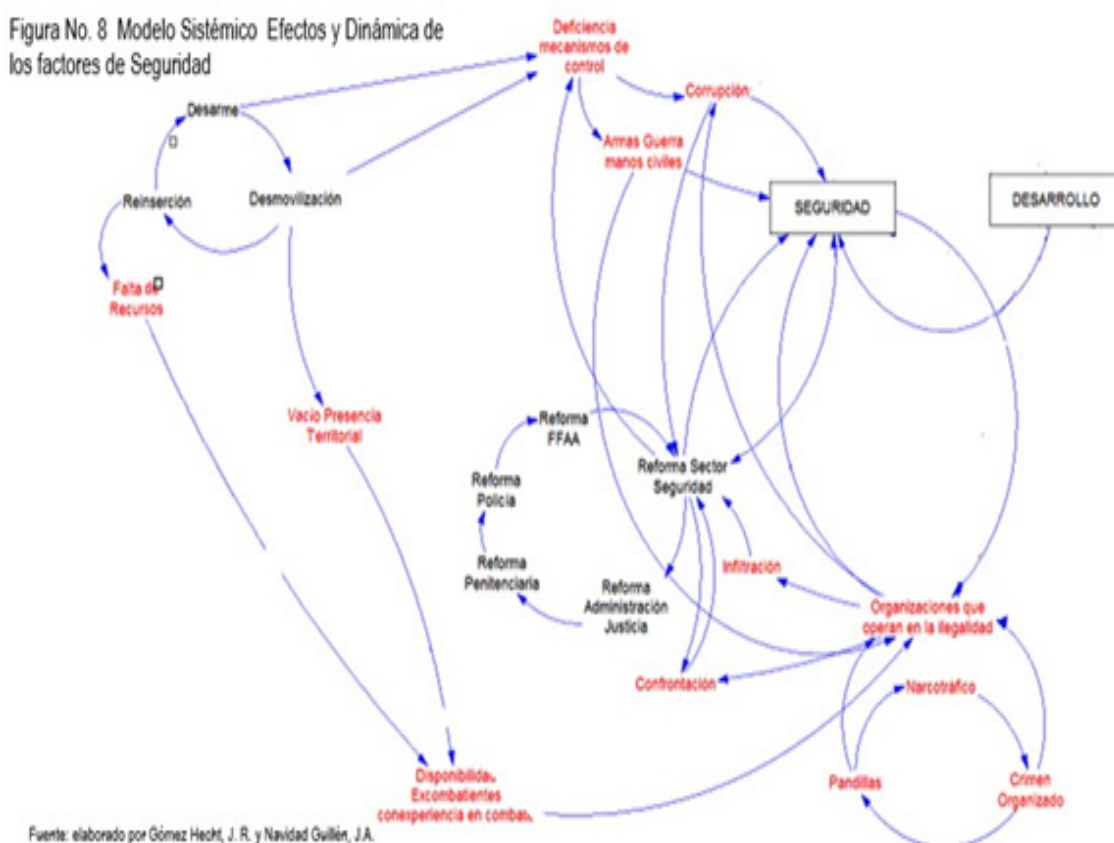 Figura No. 8 Modelo Sistémico Efectos y Dinámica de
los factores de Seguridad
Deficiencia
mecanismos de
control
Corrupción
Desarme
Armas Guerra
manos civiles
Reinserción
Desmovilización
SEGURIDAD
DESARROLLO
Falta de
Recursos
Vacío Presencia
Territorial
Reforma
FFAA
Reforma Sector
Seguridad
Reforma
Policía
Reforma
Penitenciaria
Infiltración
Reforma
Administración
Justicia
Organizaciones que
operan en la ilegalidad
Confrontación
Narcotráfico
Pandillas
Crimen
Organizado
Disponibilidad
Excombatientes
conexperiencia en
Fuente: elaborado por Gómez Hecht, J. R. y Navidad Guillén, J.A.